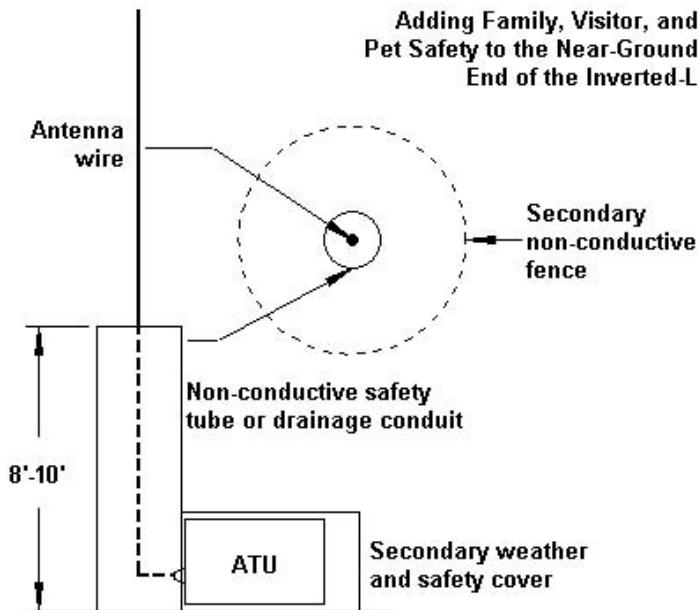 Adding Family, Visitor, and
Pet Safety to the Near-Ground
End of the Inverted-L
Antenna
wire
Secondary
non-conductive
fence
Non-conductive safety
tube or drainage conduit
8'-10'
ATU
Secondary weather
and safety cover